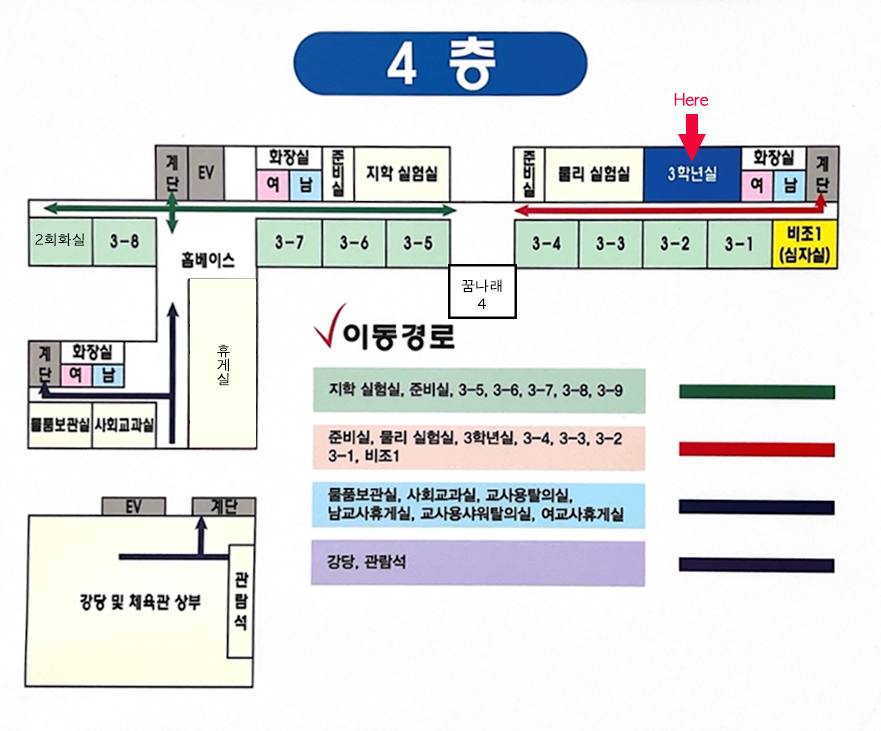 4 층
Here
계단
EV
화장실
여
남
준비실
지학 실험실
준비실
물리 실험실
3학년실
화장실
여
남
계단
2회화실
3-8
홈베이스
3-7
3-6
3-5
3-4
3-3
3-2
3-1
비조1
(심자실)
꿈나래
4
휴게실
계단
화장실
여
남
물품보관실
사회교과실
이동경로
지학 실험실, 준비실, 3-5, 3-6, 3-7, 3-8, 3-9
준비실, 물리 실험실, 3학년실, 3-4, 3-3, 3-2
3-1, 비조1
물품보관실, 사회교과실, 교사용탈의실,
남교사휴게실, 교사용샤워탈의실, 여교사휴게실
강당, 관람석
EV
계단
강당 및 체육관 상부
관람석